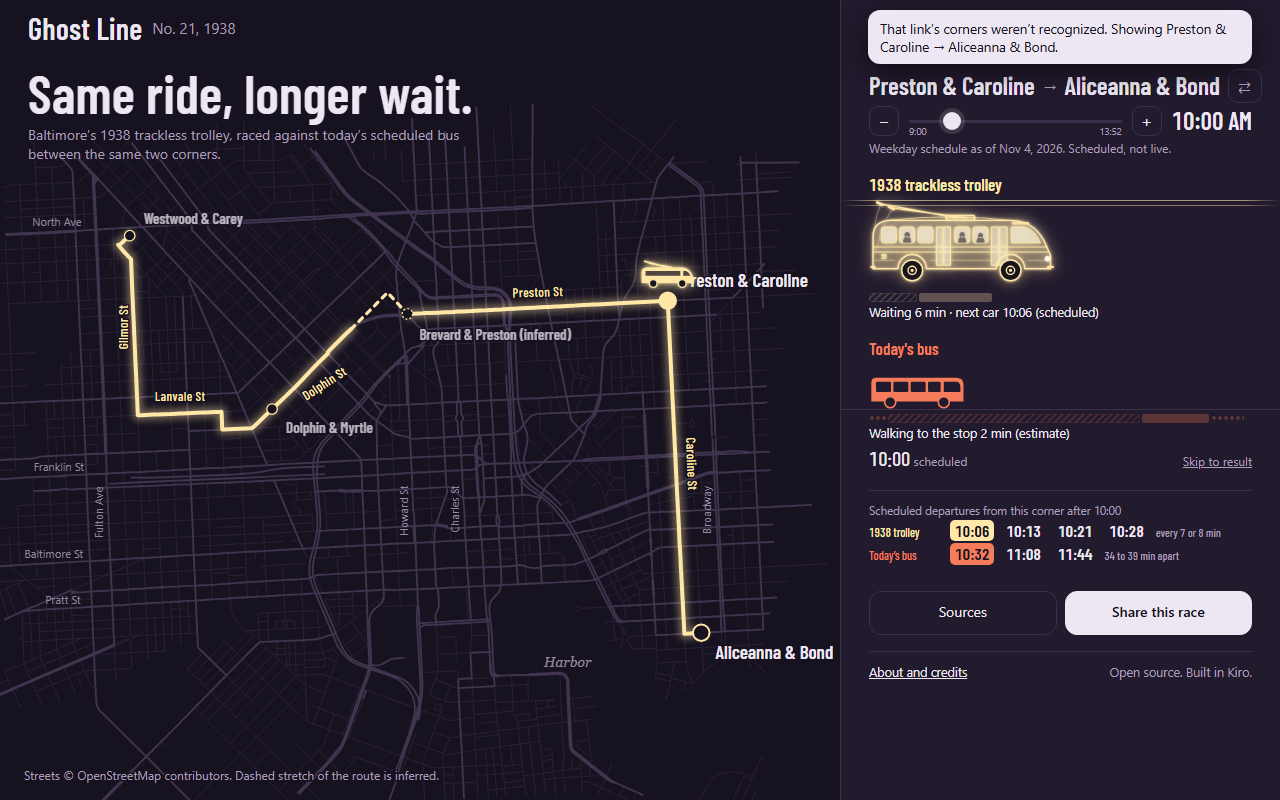 Ghost Line No. 21, 1938
Same ride, longer wait.
Baltimore's 1938 trackless trolley, raced against today's scheduled bus
between the same two corners.
North Ave
Westwood & Carey
Gilmor St
Lanvale St
Dolphin St
Dolphin & Myrtle
Preston St
Brevard & Preston (inferred)
reston & Caroline
Caroline St
Broadway
Franklin St
Fulton Ave
Howard St
Charles St
Baltimore St
Pratt St
Aliceanna & Bond
Harbor
Streets © OpenStreetMap contributors. Dashed stretch of the route is inferred.
That link's corners weren't recognized. Showing Preston &
Caroline → Aliceanna & Bond.
Preston & Caroline → Aliceanna & Bond ⇄
− 9:00 13:52 + 10:00 AM
Weekday schedule as of Nov 4, 2026. Scheduled, not live.
1938 trackless trolley
21
Waiting 6 min · next car 10:06 (scheduled)
Today's bus
Walking to the stop 2 min (estimate)
10:00 scheduled Skip to result
Scheduled departures from this corner after 10:00
1938 trolley 10:06 10:13 10:21 10:28 every 7 or 8 min
Today's bus 10:32 11:08 11:44 34 to 39 min apart
Sources Share this race
About and credits Open source. Built in Kiro.